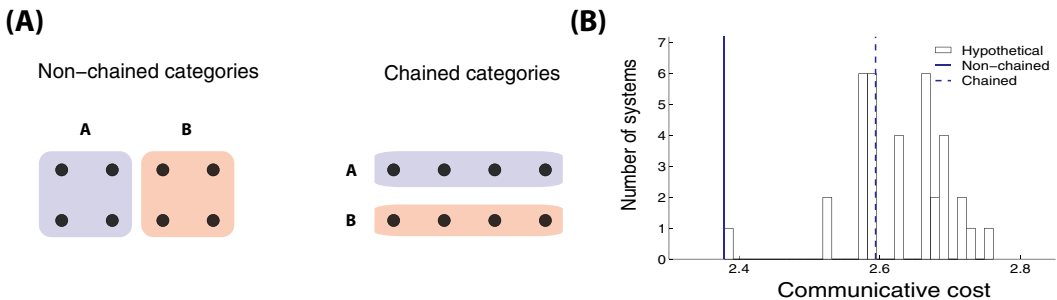 (A)
Non−chained categories
A
B
Chained categories
A
B
(B)
Number of systems
7
6
5
4
3
2
1
0
2.4
2.6
2.8
Communicative cost
Hypothetical
Non−chained
Chained